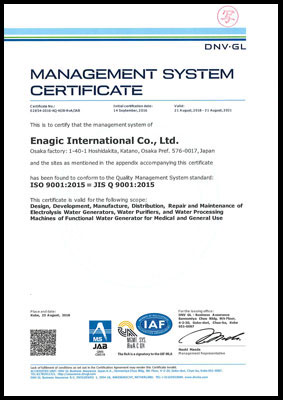 DNV·GL
MANAGEMENT SYSTEM
CERTIFICATE
Certificate No.: Initial certification date: Valid:
14 September, 2016 21 August, 2018 - 21 August, 2021
This is to certify that the management system of
Enagic International Co., Ltd.
Osaka factory: 1-40-1 Hoshidakita, Katano, Osaka Pref. 576-0017, Japan
and the sites as mentioned in the appendix accompanying this certificate
has been found to conform to the Quality Management System standard:
ISO 9001:2015 = JIS Q 9001:2015
This certificate is valid for the following scope:
Design, Development, Manufacture, Distribution, Repair and Maintenance of
Electrolysis Water Generators, Water Purifiers, and Water Processing
Machines of Functional Water Generator for Medical and General Use
Place and date:
Kobe, 23 August, 2018
For the issuing office:
DNV GL - Business Assurance
MS
JAB
IAF
Management Representative